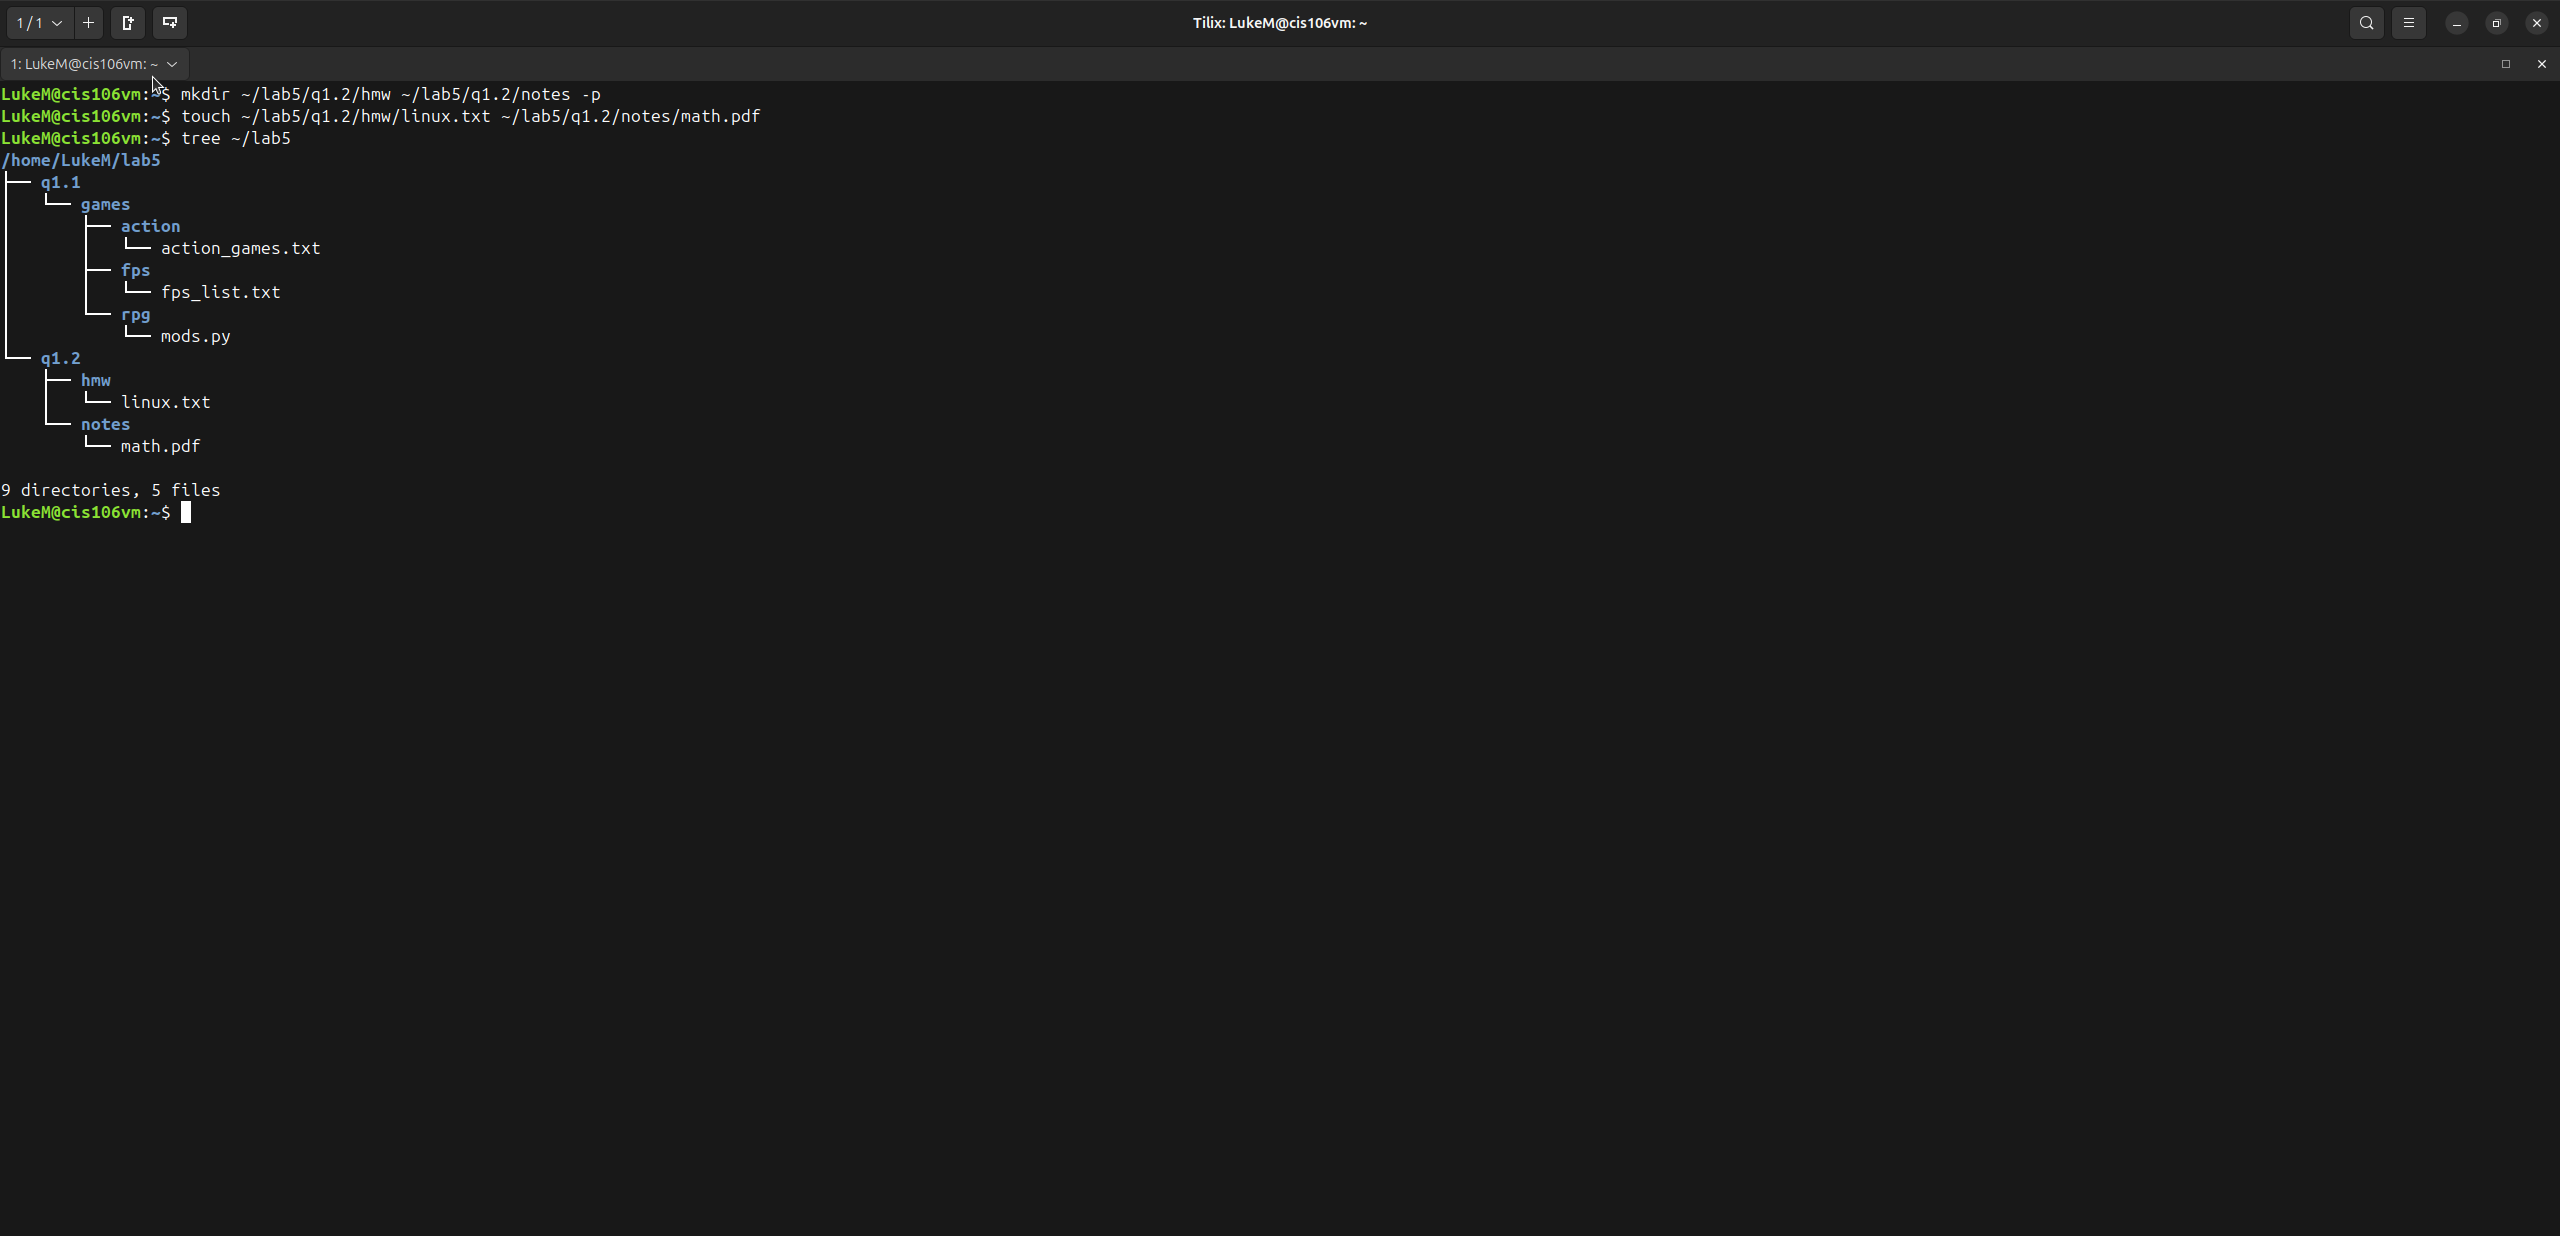 1 / 1
Tilix: LukeM@cis106vm: ~
1: LukeM@cis106vm: ~
LukeM@cis106vm:~$ mkdir ~/lab5/q1.2/hmw ~/lab5/q1.2/notes -p
LukeM@cis106vm:~$ touch ~/lab5/q1.2/hmw/linux.txt ~/lab5/q1.2/notes/math.pdf
LukeM@cis106vm:~$ tree ~/lab5
/home/LukeM/lab5
├── q1.1
│   └── games
│       ├── action
│       │   └── action_games.txt
│       ├── fps
│       │   └── fps_list.txt
│       └── rpg
│           └── mods.py
└── q1.2
    ├── hmw
    │   └── linux.txt
    └── notes
        └── math.pdf
9 directories, 5 files
LukeM@cis106vm:~$